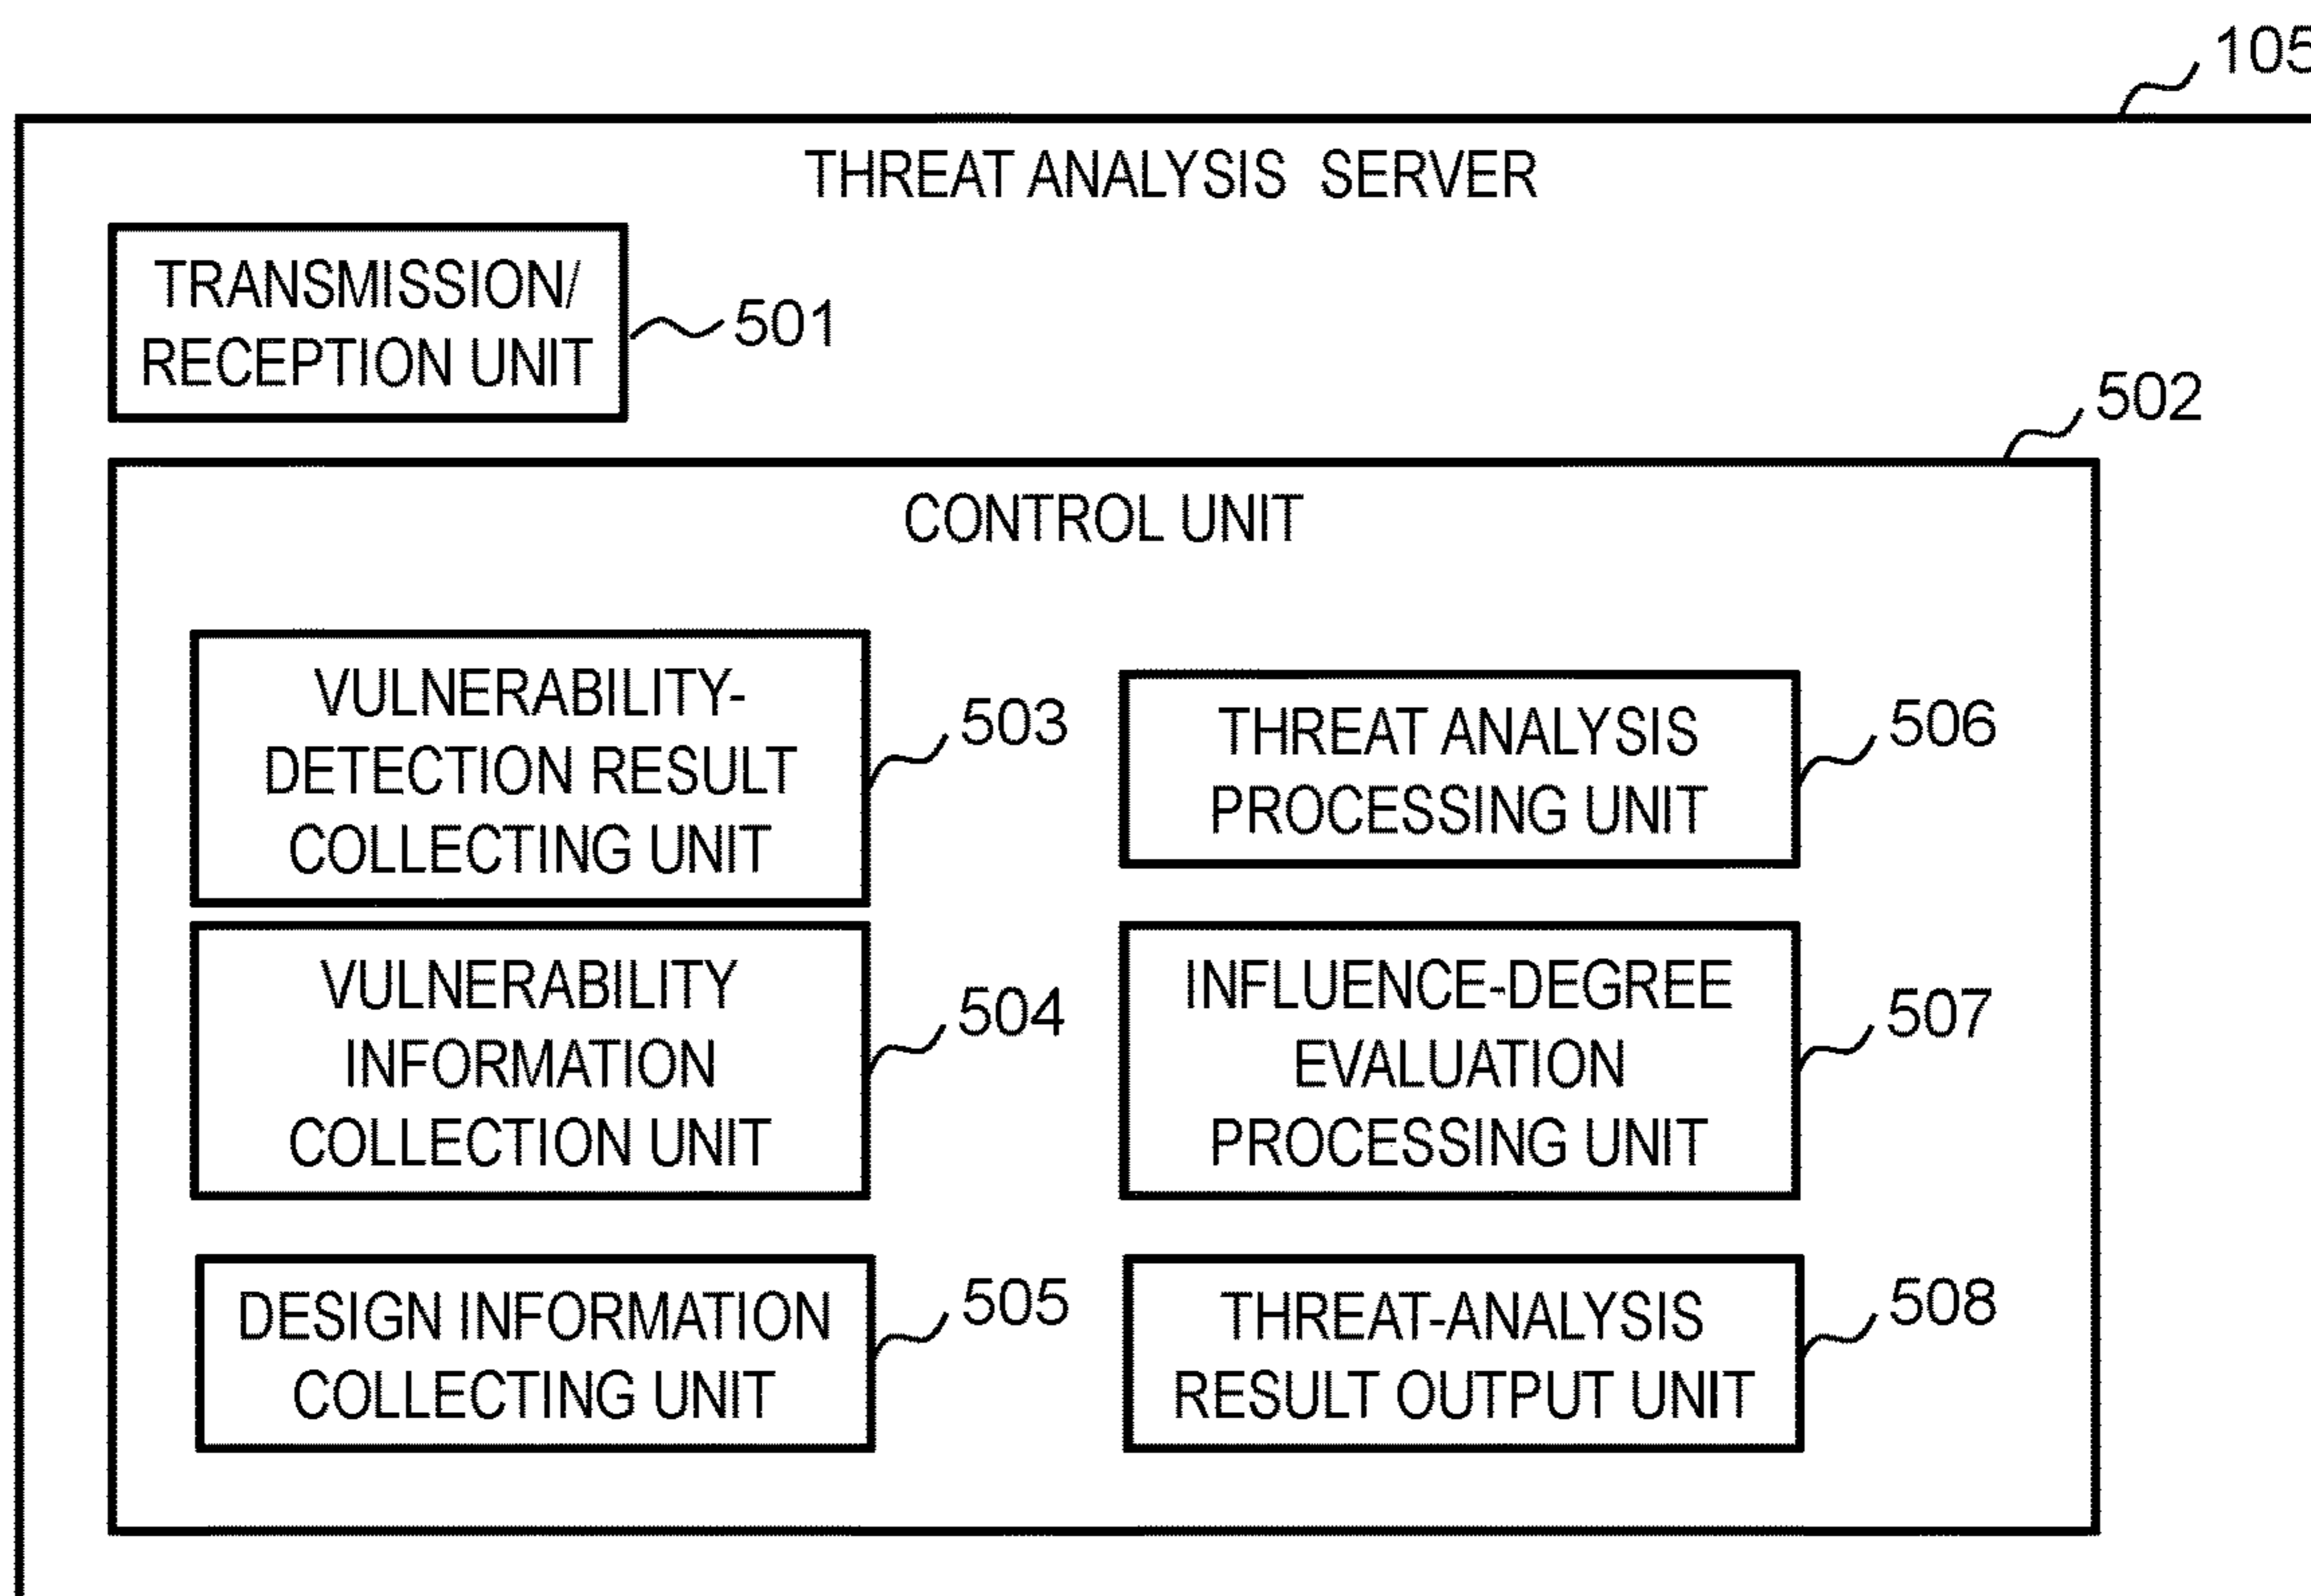 105
THREAT ANALYSIS SERVER
TRANSMISSION/
RECEPTION UNIT
501
502
CONTROL UNIT
VULNERABILITY-
DETECTION RESULT
COLLECTING UNIT
503
THREAT ANALYSIS
PROCESSING UNIT
506
VULNERABILITY
INFORMATION
COLLECTION UNIT
504
INFLUENCE-DEGREE
EVALUATION
PROCESSING UNIT
507
DESIGN INFORMATION
COLLECTING UNIT
505
THREAT-ANALYSIS
RESULT OUTPUT UNIT
508